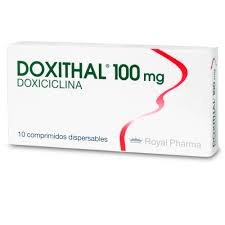 DOXITHAL® 100 mg
DOXICICLINA
10 comprimidos dispersables
Royal Pharma